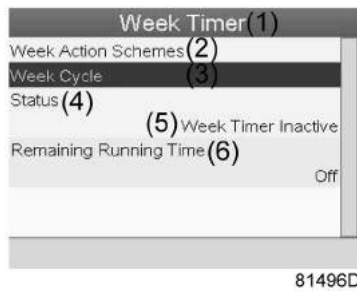 Week Timer(1)
Week Action Schemes(2)
Week Cycle (3)
Status(4)
(5)Week Timer Inactive
Remaining Running Time(6)
Off
81496D